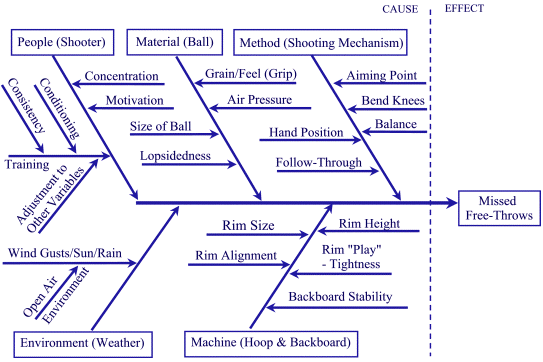 CAUSE
EFFECT
People (Shooter)
Material (Ball)
Method (Shooting Mechanism)
Concentration
Motivation
Consistency
Conditioning
Training
Adjustment to
Other Variables
Grain/Feel (Grip)
Air Pressure
Size of Ball
Lopsidedness
Aiming Point
Bend Knees
Balance
Hand Position
Follow-Through
Missed
Free-Throws
Wind Gusts/Sun/Rain
Open Air
Environment
Rim Size
Rim Height
Rim Alignment
Rim "Play"
- Tightness
Backboard Stability
Environment (Weather)
Machine (Hoop & Backboard)